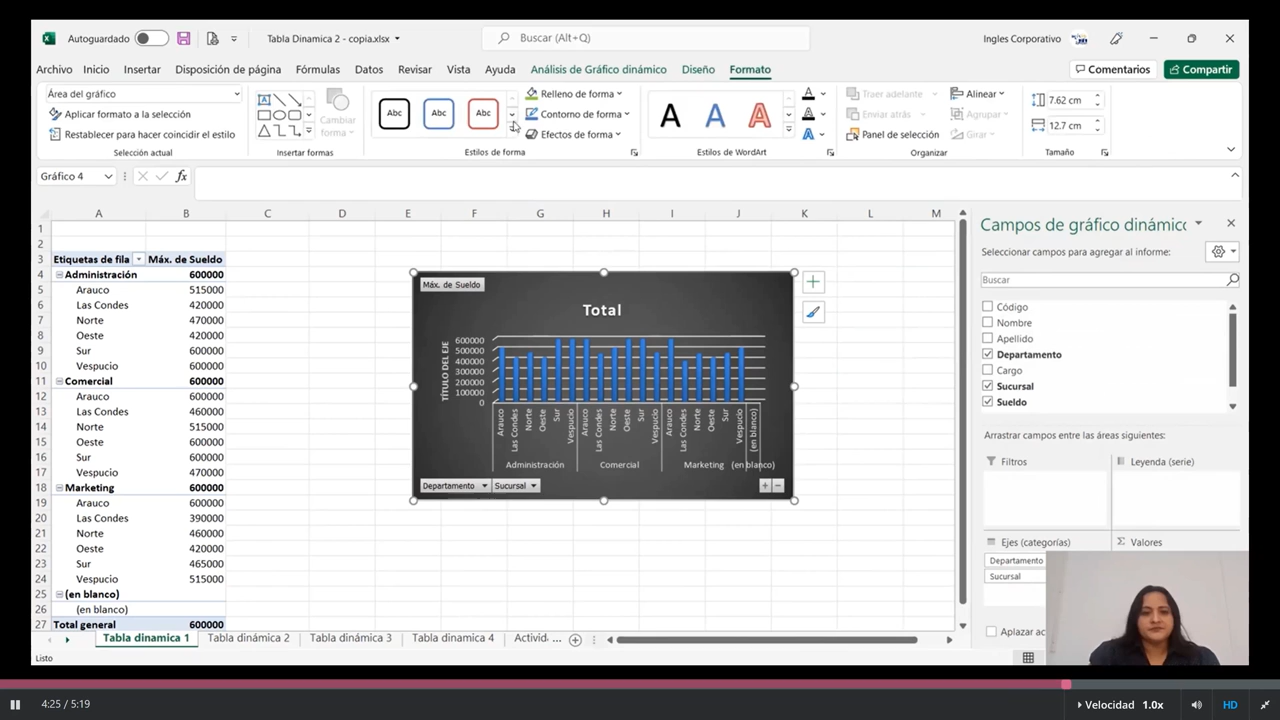 Autoguardado
Tabla Dinamica 2 - copia.xlsx
Buscar (Alt+Q)
Ingles Corporativo
Archivo Inicio Insertar Disposición de página Fórmulas Datos Revisar Vista Ayuda Análisis de Gráfico dinámico Diseño Formato
Comentarios
Compartir
Área del gráfico
Aplicar formato a la selección
Restablecer para hacer coincidir el estilo
Selección actual
Cambiar
forma
Insertar formas
Abc Abc Abc
Relleno de forma
Contorno de forma
Efectos de forma
Estilos de forma
A A A
A
A
A
Estilos de WordArt
Traer adelante
Enviar atrás
Panel de selección
Alinear
Agrupar
Girar
Organizar
7.62 cm
12.7 cm
Tamaño
Gráfico 4
fx
A B C D E F G H I J K L M
1
2
3 Etiquetas de fila Máx. de Sueldo
4 Administración 600000
5 Arauco 515000
6 Las Condes 420000
7 Norte 470000
8 Oeste 420000
9 Sur 600000
10 Vespucio 600000
11 Comercial 600000
12 Arauco 600000
13 Las Condes 460000
14 Norte 515000
15 Oeste 600000
16 Sur 600000
17 Vespucio 470000
18 Marketing 600000
19 Arauco 600000
20 Las Condes 390000
21 Norte 460000
22 Oeste 420000
23 Sur 465000
24 Vespucio 515000
25 (en blanco)
26 (en blanco)
27 Total general 600000
Máx. de Sueldo
Total
TÍTULO DEL EJE
600000
500000
400000
300000
200000
100000
0
Arauco Las Condes Norte Oeste Sur Vespucio Arauco Las Condes Norte Oeste Sur Vespucio Arauco Las Condes Norte Oeste Sur Vespucio (en blanco)
Administración Comercial Marketing (en blanco)
Departamento Sucursal
Campos de gráfico dinámic
Seleccionar campos para agregar al informe:
Buscar
Código
Nombre
Apellido
Departamento
Cargo
Sucursal
Sueldo
Arrastrar campos entre las áreas siguientes:
Filtros
Leyenda (serie)
Ejes (categorías)
Valores
Departamento
Sucursal
Aplazar ac
Tabla dinamica 1 Tabla dinámica 2 Tabla dinámica 3 Tabla dinamica 4 Activid ...
Listo
4:25 / 5:19
Velocidad 1.0x
HD